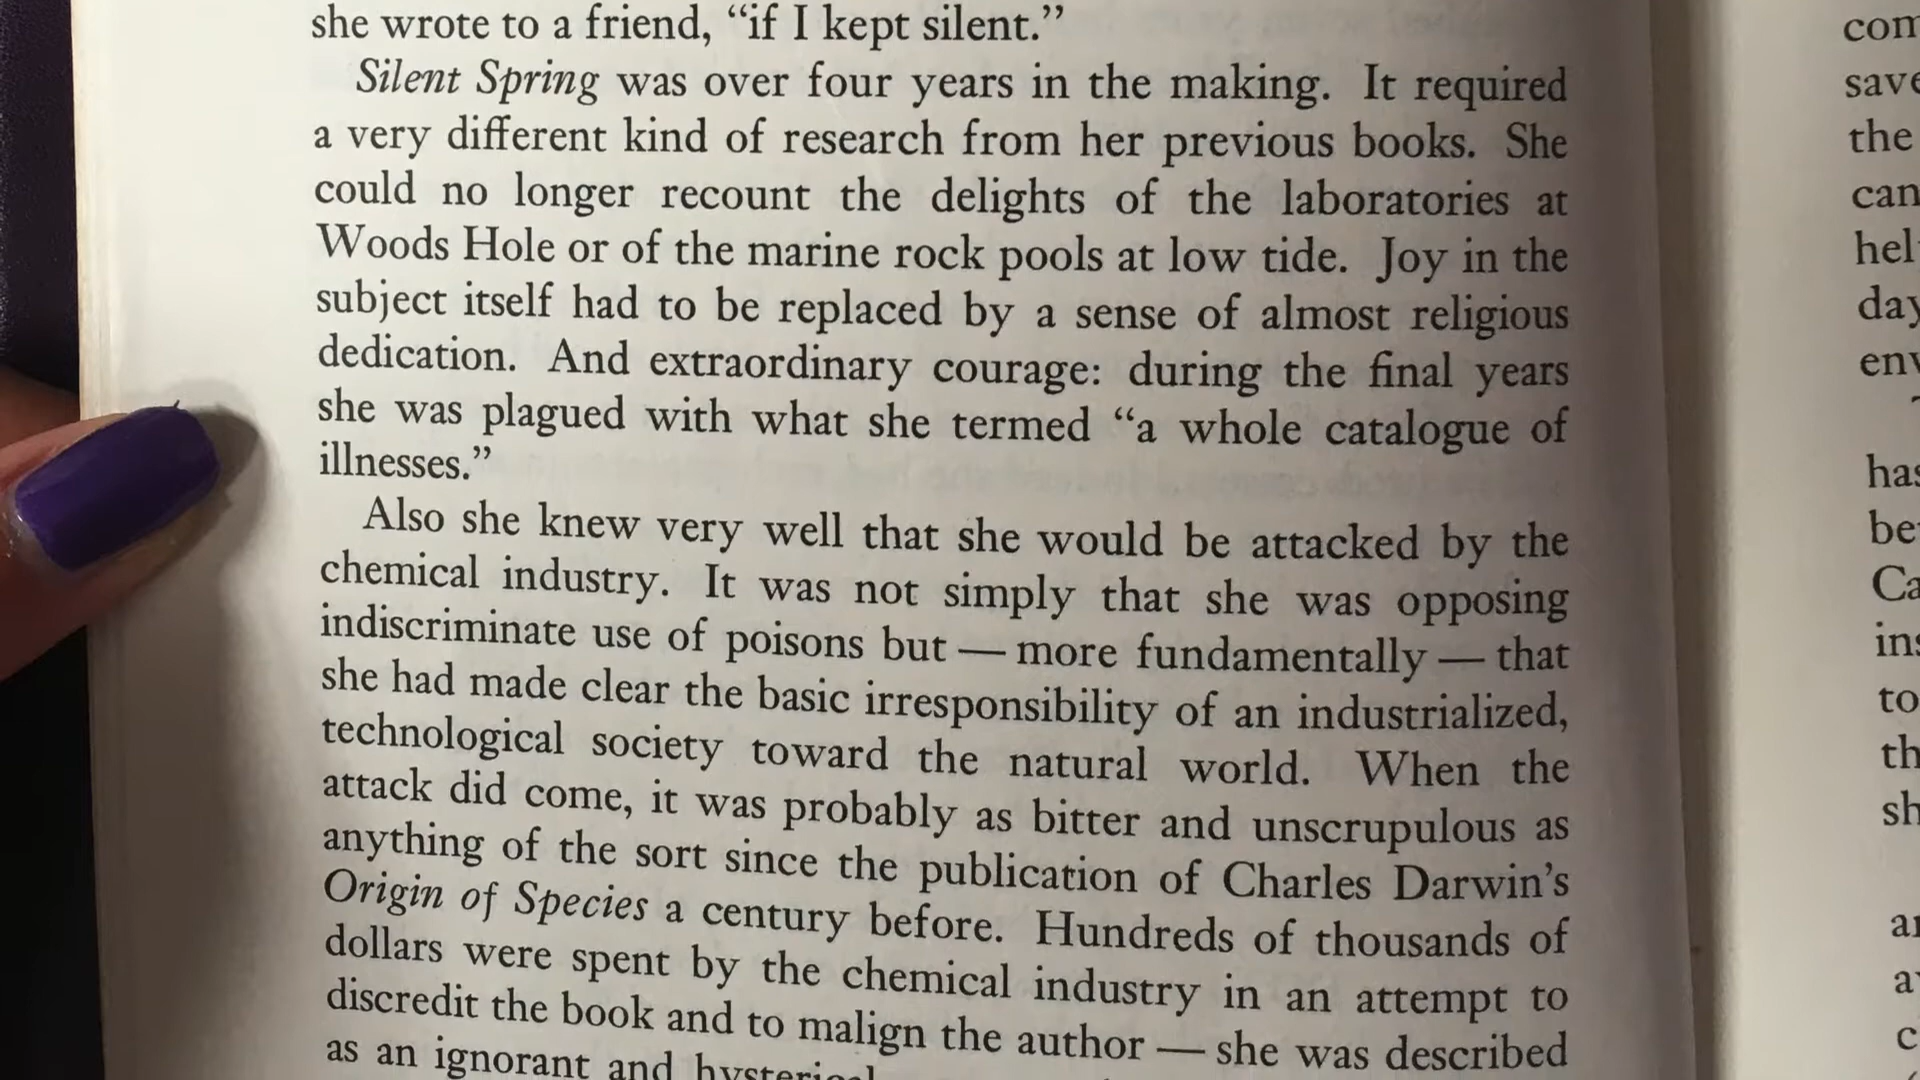 she wrote to a friend, “if I kept silent.”
Silent Spring was over four years in the making. It required
a very different kind of research from her previous books. She
could no longer recount the delights of the laboratories at
Woods Hole or of the marine rock pools at low tide. Joy in the
subject itself had to be replaced by a sense of almost religious
dedication. And extraordinary courage: during the final years
she was plagued with what she termed “a whole catalogue of
illnesses.”
Also she knew very well that she would be attacked by the
chemical industry. It was not simply that she was opposing
indiscriminate use of poisons but — more fundamentally — that
she had made clear the basic irresponsibility of an industrialized,
technological society toward the natural world. When the
attack did come, it was probably as bitter and unscrupulous as
anything of the sort since the publication of Charles Darwin’s
Origin of Species a century before. Hundreds of thousands of
dollars were spent by the chemical industry in an attempt to
discredit the book and to malign the author — she was described
as an ignorant and hysterical
the
to